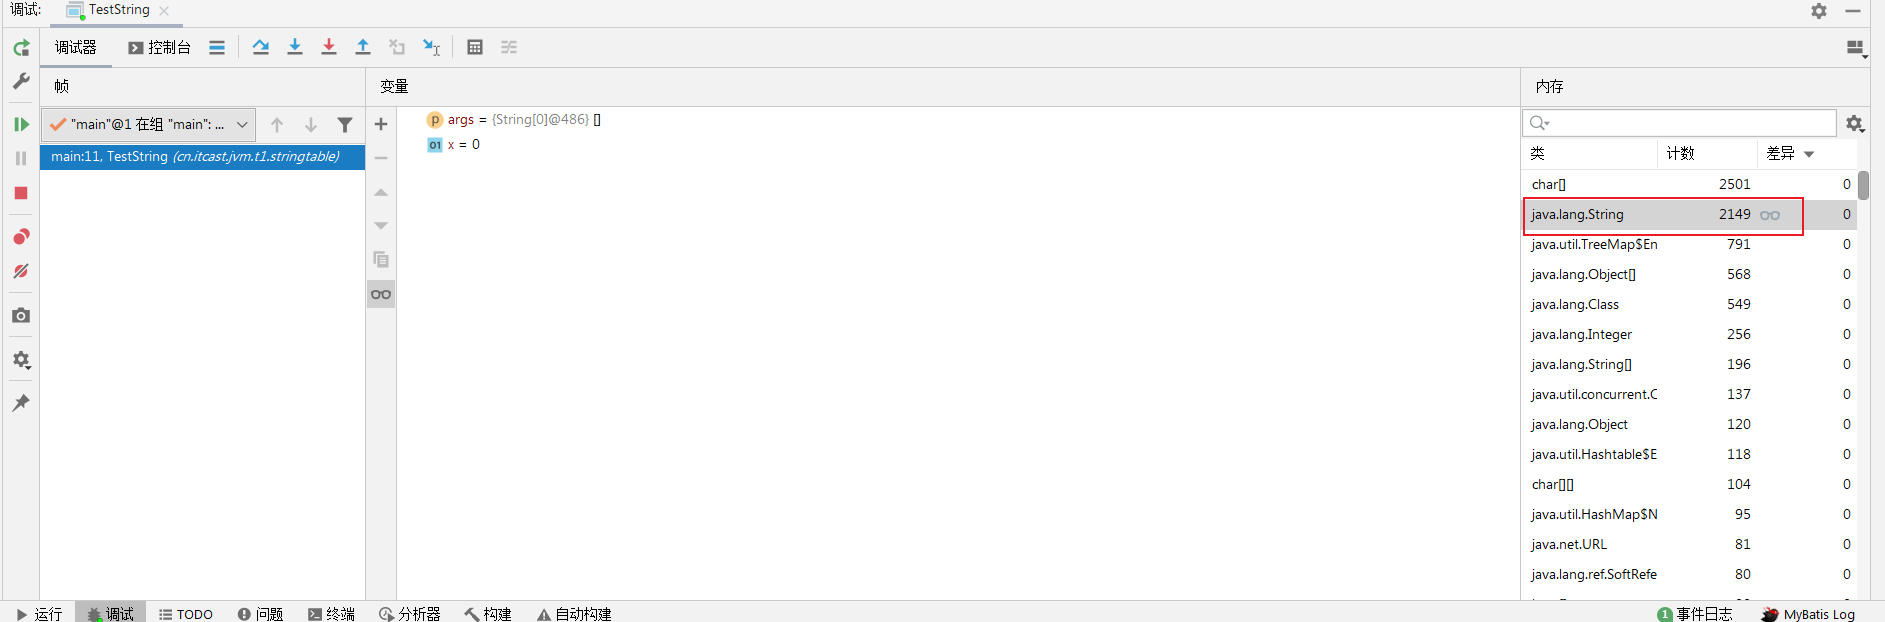 调试: TestString
调试器 控制台
帧 变量 内存
"main"@1 在组 "main": ...
main:11, TestString (cn.itcast.jvm.t1.stringtable)
p args = {String[0]@486} []
01 x = 0
类 计数 差异
char[] 2501 0
java.lang.String 2149 0
java.util.TreeMap$En 791 0
java.lang.Object[] 568 0
java.lang.Class 549 0
java.lang.Integer 256 0
java.lang.String[] 196 0
java.util.concurrent.C 137 0
java.lang.Object 120 0
java.util.Hashtable$E 118 0
char[][] 104 0
java.util.HashMap$N 95 0
java.net.URL 81 0
java.lang.ref.SoftRefe 80 0
运行 调试 TODO 问题 终端 分析器 构建 自动构建 1 事件日志 MyBatis Log